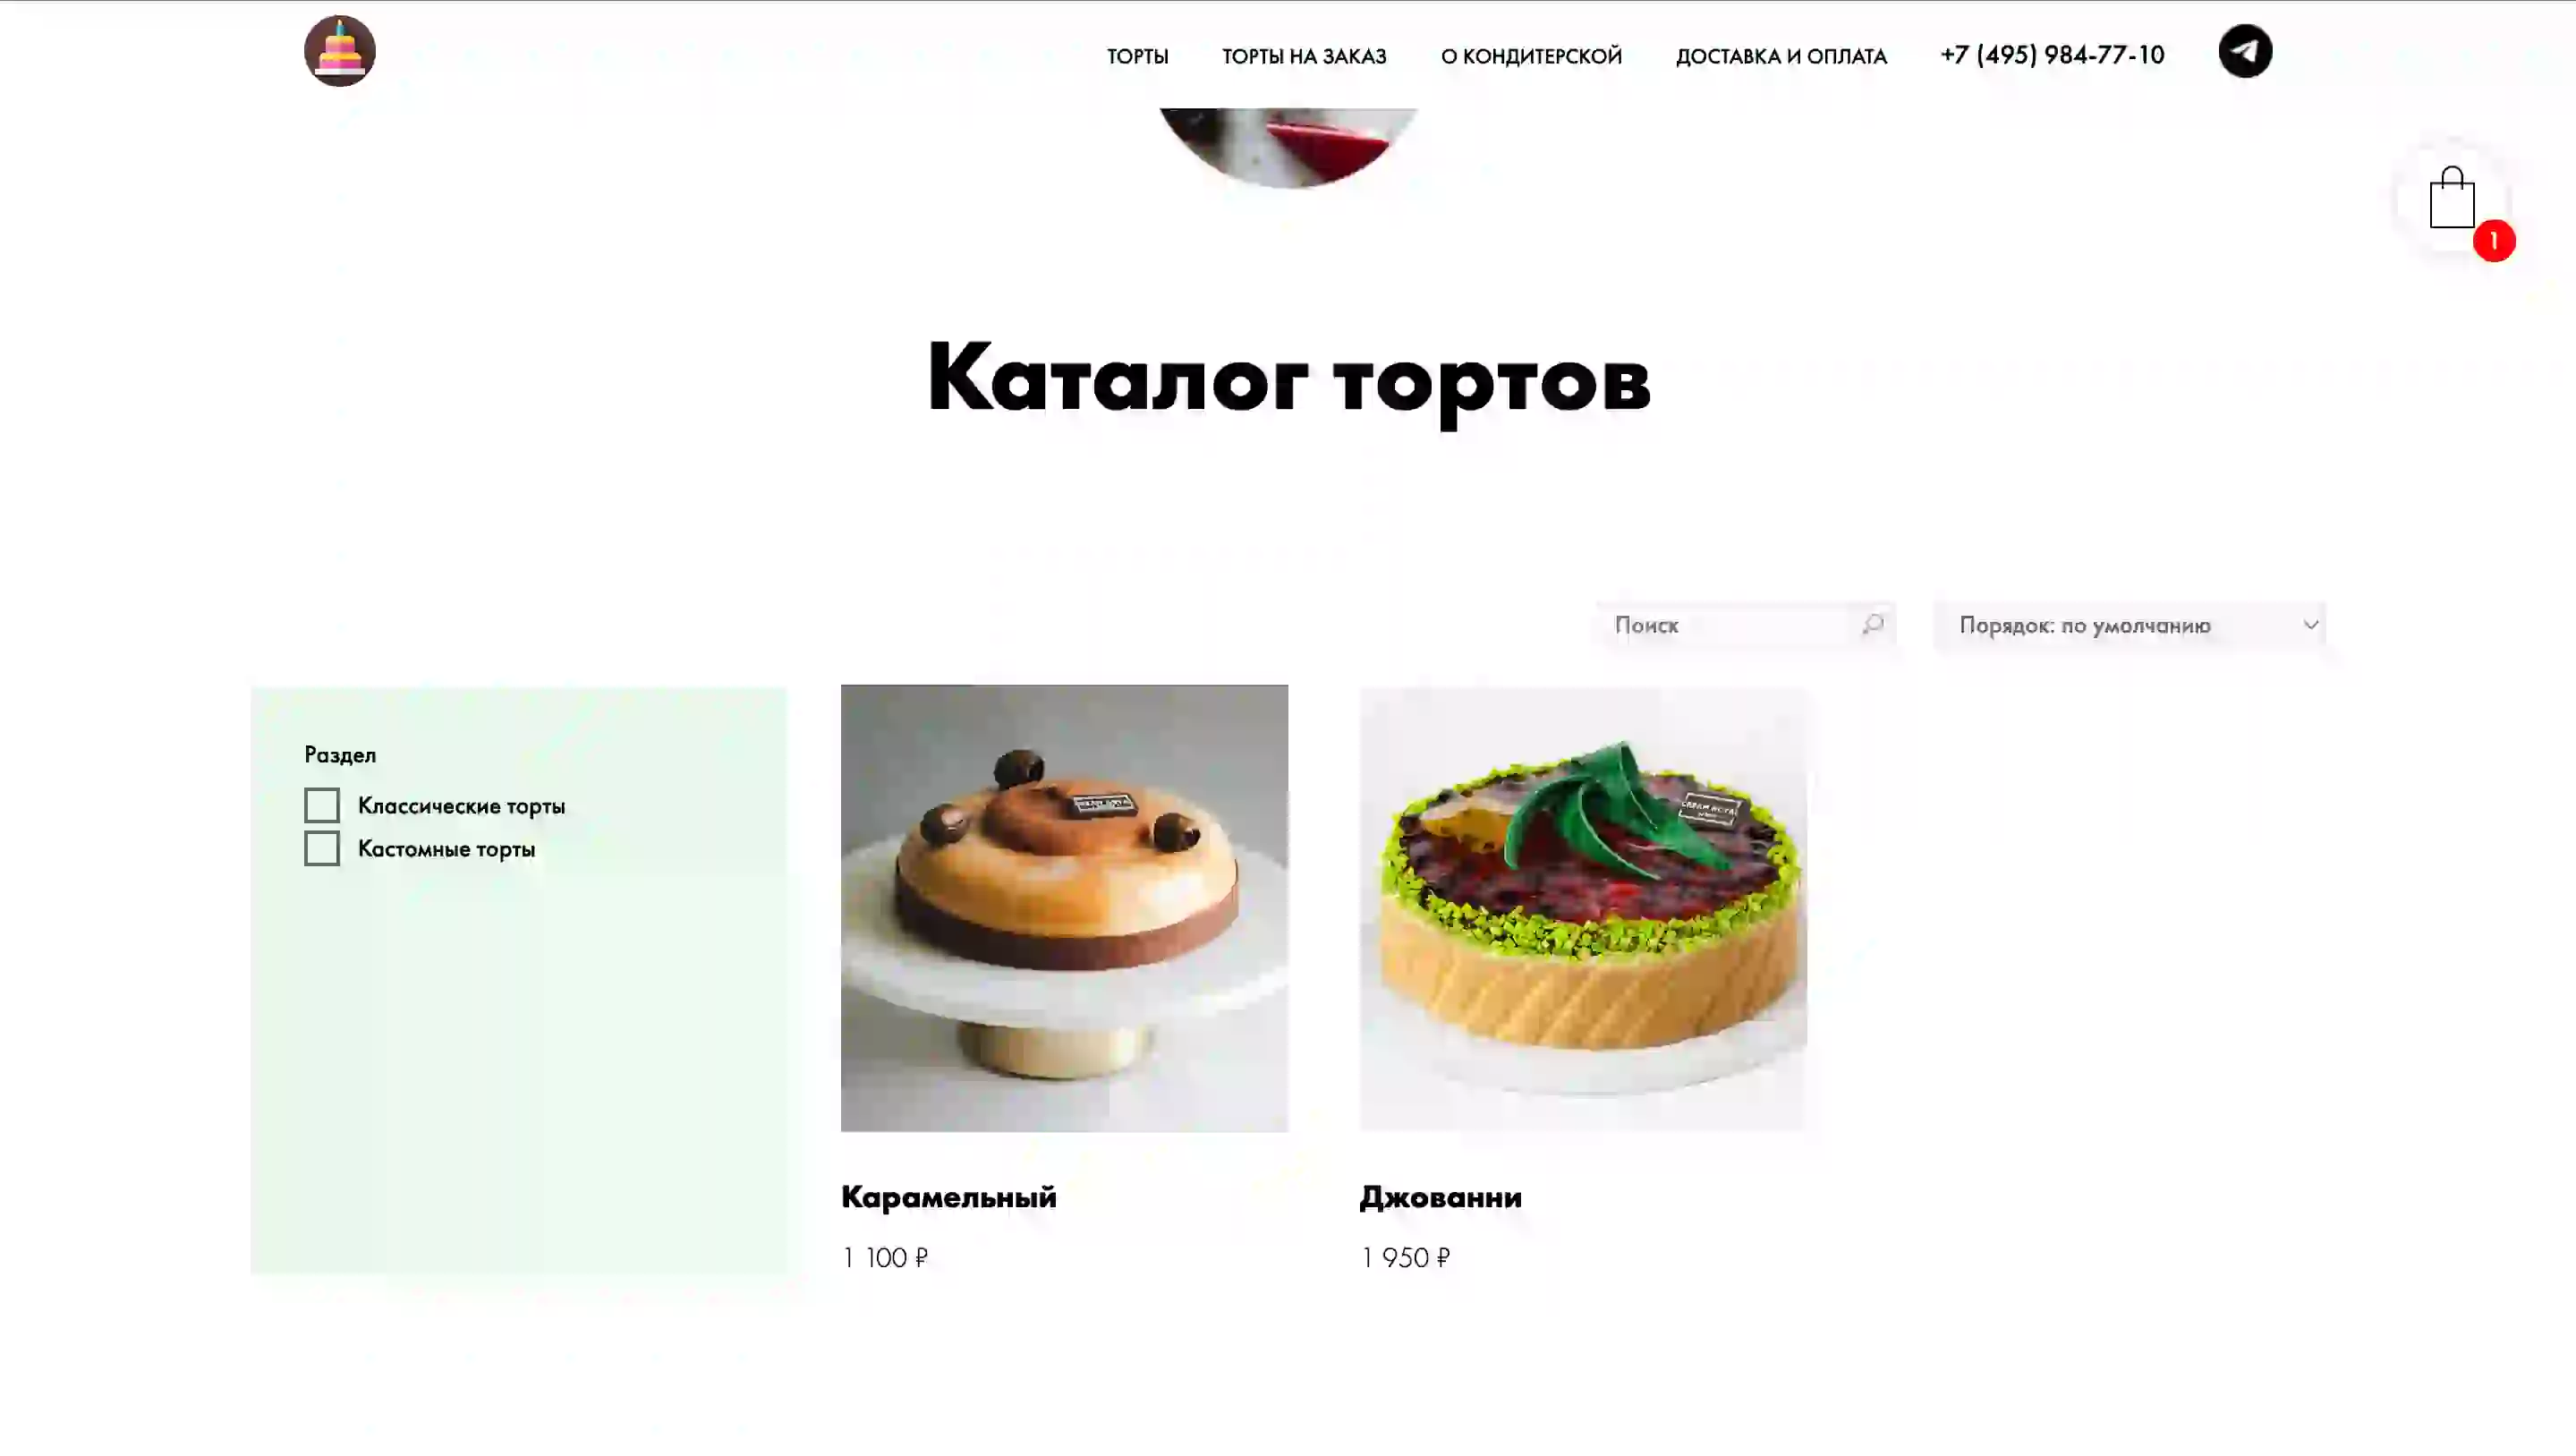 ТОРТЫ ТОРТЫ НА ЗАКАЗ О КОНДИТЕРСКОЙ ДОСТАВКА И ОПЛАТА +7 (495) 984-77-10
1
Каталог тортов
Поиск Порядок: по умолчанию
Раздел
Классические торты
Кастомные торты
Карамельный Джованни
1 100 ₽ 1 950 ₽